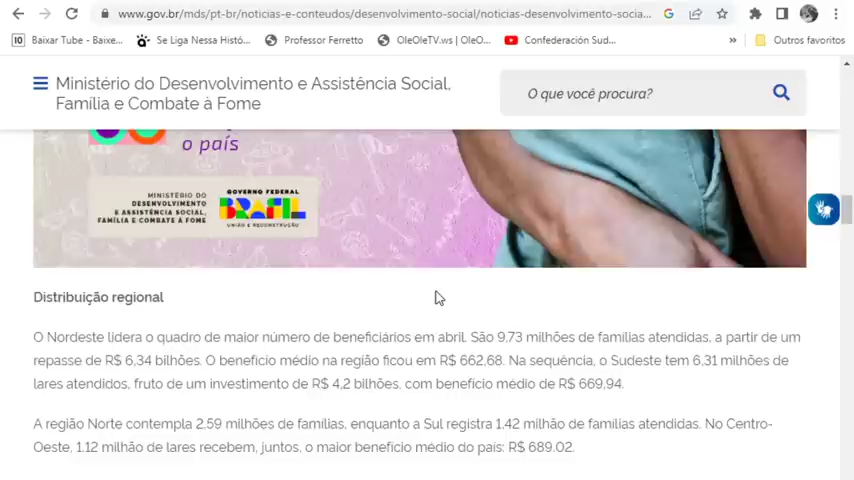 www.gov.br/mds/pt-br/noticias-e-conteudos/desenvolvimento-social/noticias-desenvolvimento-socia...
Baixar Tube - Baixe...
Se Liga Nessa Histó...
Professor Ferretto
OleOleTV.ws | OleO...
Confederación Sud...
»
Outros favoritos
Ministério do Desenvolvimento e Assistência Social,
Família e Combate à Fome
O que você procura?
o país
MINISTÉRIO DO
DESENVOLVIMENTO
E ASSISTÊNCIA SOCIAL,
FAMÍLIA E COMBATE À FOME
GOVERNO FEDERAL
BRASIL
UNIÃO E RECONSTRUÇÃO
Distribuição regional
O Nordeste lidera o quadro de maior número de beneficiários em abril. São 9,73 milhões de famílias atendidas, a partir de um
repasse de R$ 6,34 bilhões. O benefício médio na região ficou em R$ 662,68. Na sequência, o Sudeste tem 6,31 milhões de
lares atendidos, fruto de um investimento de R$ 4,2 bilhões, com benefício médio de R$ 669,94.
A região Norte contempla 2,59 milhões de famílias, enquanto a Sul registra 1,42 milhão de famílias atendidas. No Centro-
Oeste, 1,12 milhão de lares recebem, juntos, o maior benefício médio do país: R$ 689,02.